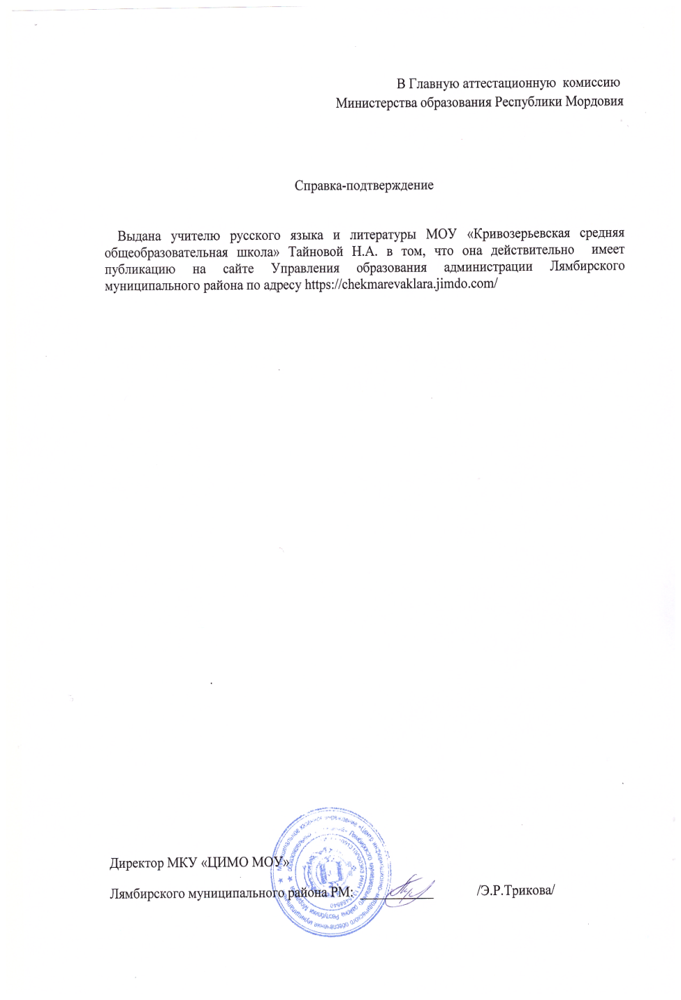 В Главную аттестационную комиссию
Министерства образования Республики Мордовия
Справка-подтверждение
Выдана учителю русского языка и литературы МОУ «Кривозерьевская средняя
общеобразовательная школа» Тайновой Н.А. в том, что она действительно имеет
публикацию на сайте Управления образования администрации Лямбирского
муниципального района по адресу https://chekmarevaklara.jimdo.com/
Директор МКУ «ЦИМО МОУ»
Лямбирского муниципального района РМ: ____________ /Э.Р.Трикова/